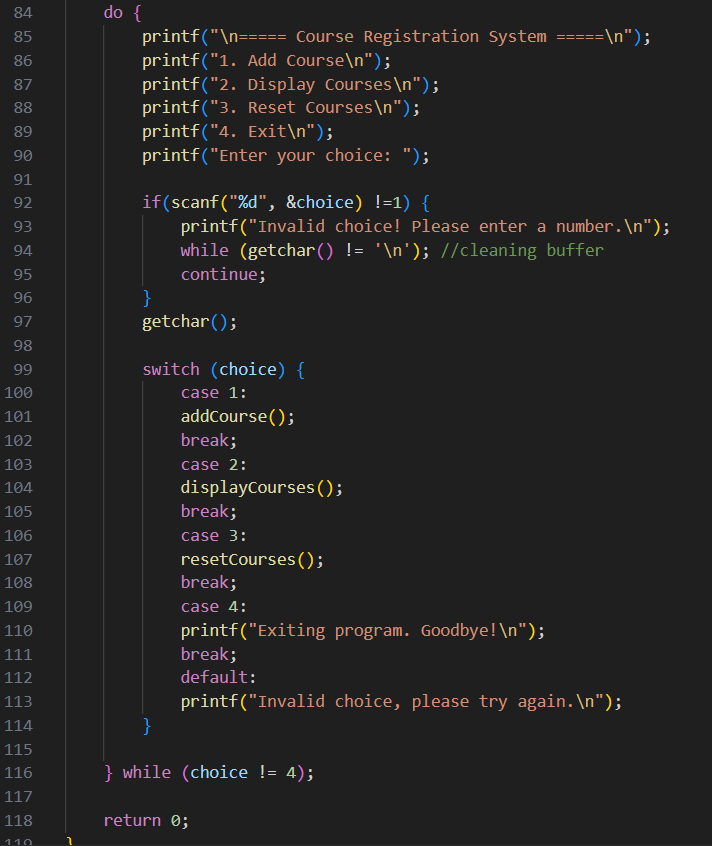 84 do {
85 printf("\n===== Course Registration System =====\n");
86 printf("1. Add Course\n");
87 printf("2. Display Courses\n");
88 printf("3. Reset Courses\n");
89 printf("4. Exit\n");
90 printf("Enter your choice: ");
91
92 if(scanf("%d", &choice) !=1) {
93 printf("Invalid choice! Please enter a number.\n");
94 while (getchar() != '\n'); //cleaning buffer
95 continue;
96 }
97 getchar();
98
99 switch (choice) {
100 case 1:
101 addCourse();
102 break;
103 case 2:
104 displayCourses();
105 break;
106 case 3:
107 resetCourses();
108 break;
109 case 4:
110 printf("Exiting program. Goodbye!\n");
111 break;
112 default:
113 printf("Invalid choice, please try again.\n");
114 }
115
116 } while (choice != 4);
117
118 return 0;
119 }